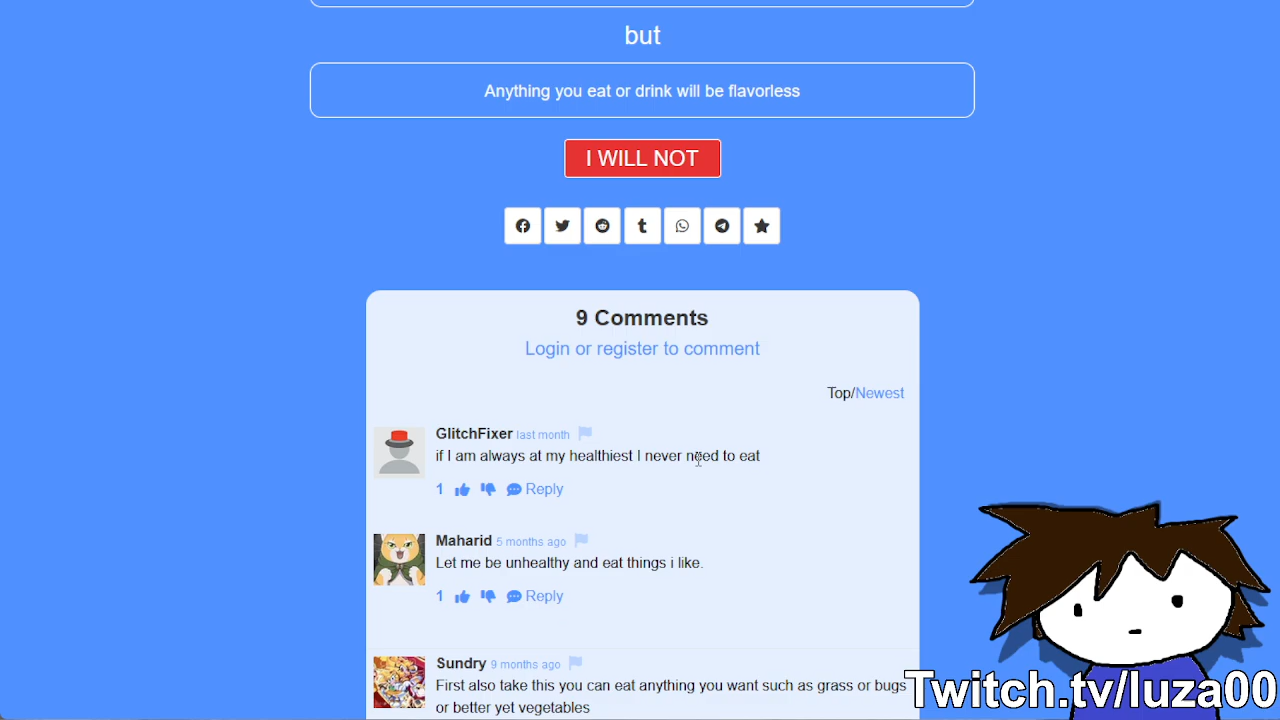 but
Anything you eat or drink will be flavorless
I WILL NOT
9 Comments
Login or register to comment
Top/Newest
GlitchFixer last month
if I am always at my healthiest I never need to eat
1 Reply
Maharid 5 months ago
Let me be unhealthy and eat things i like.
1 Reply
Sundry 9 months ago
First also take this you can eat anything you want such as grass or bugs
or better yet vegetables
Twitch.tv/luza00